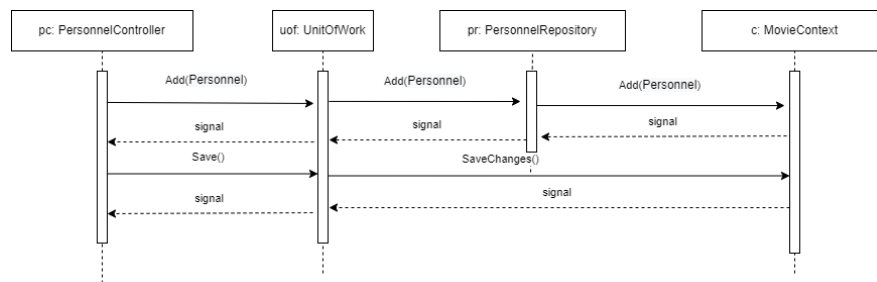 pc: PersonnelController
uof: UnitOfWork
pr: PersonnelRepository
c: MovieContext
Add(Personnel)
Add(Personnel)
Add(Personnel)
signal
signal
signal
Save()
SaveChanges()
signal
signal